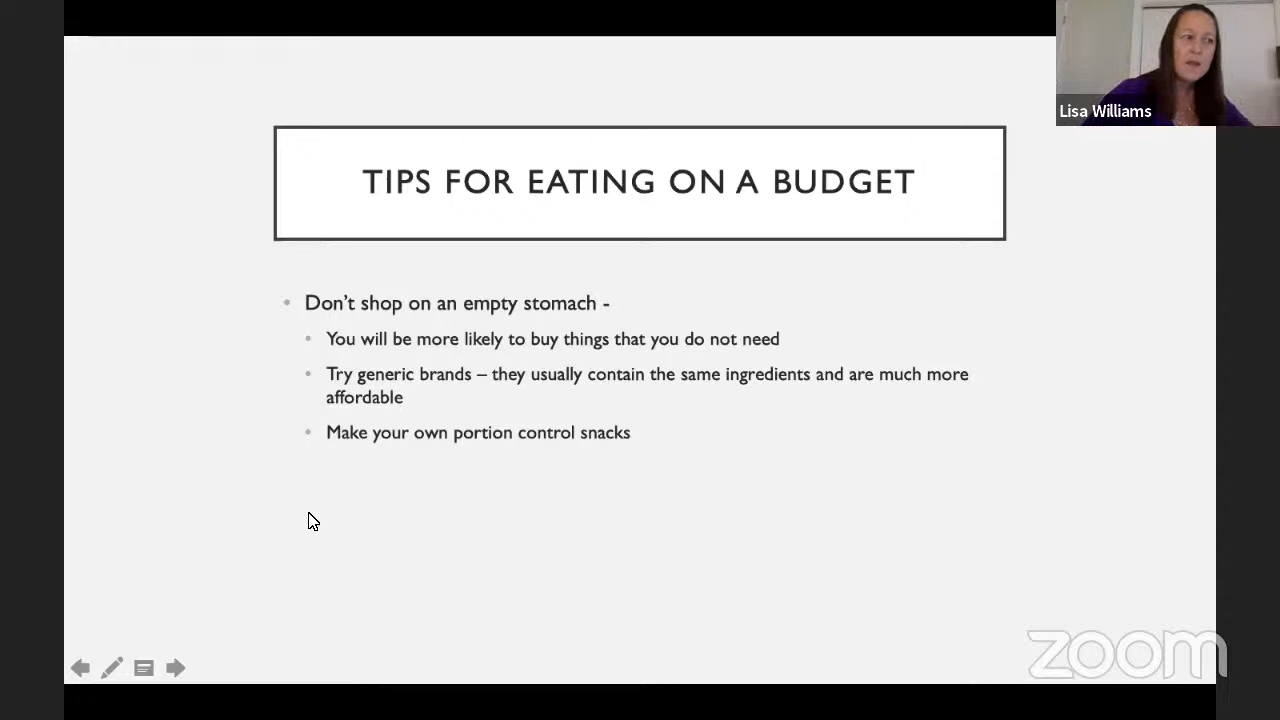 Lisa Williams
TIPS FOR EATING ON A BUDGET
Don’t shop on an empty stomach -
You will be more likely to buy things that you do not need
Try generic brands – they usually contain the same ingredients and are much more
affordable
Make your own portion control snacks
zoom